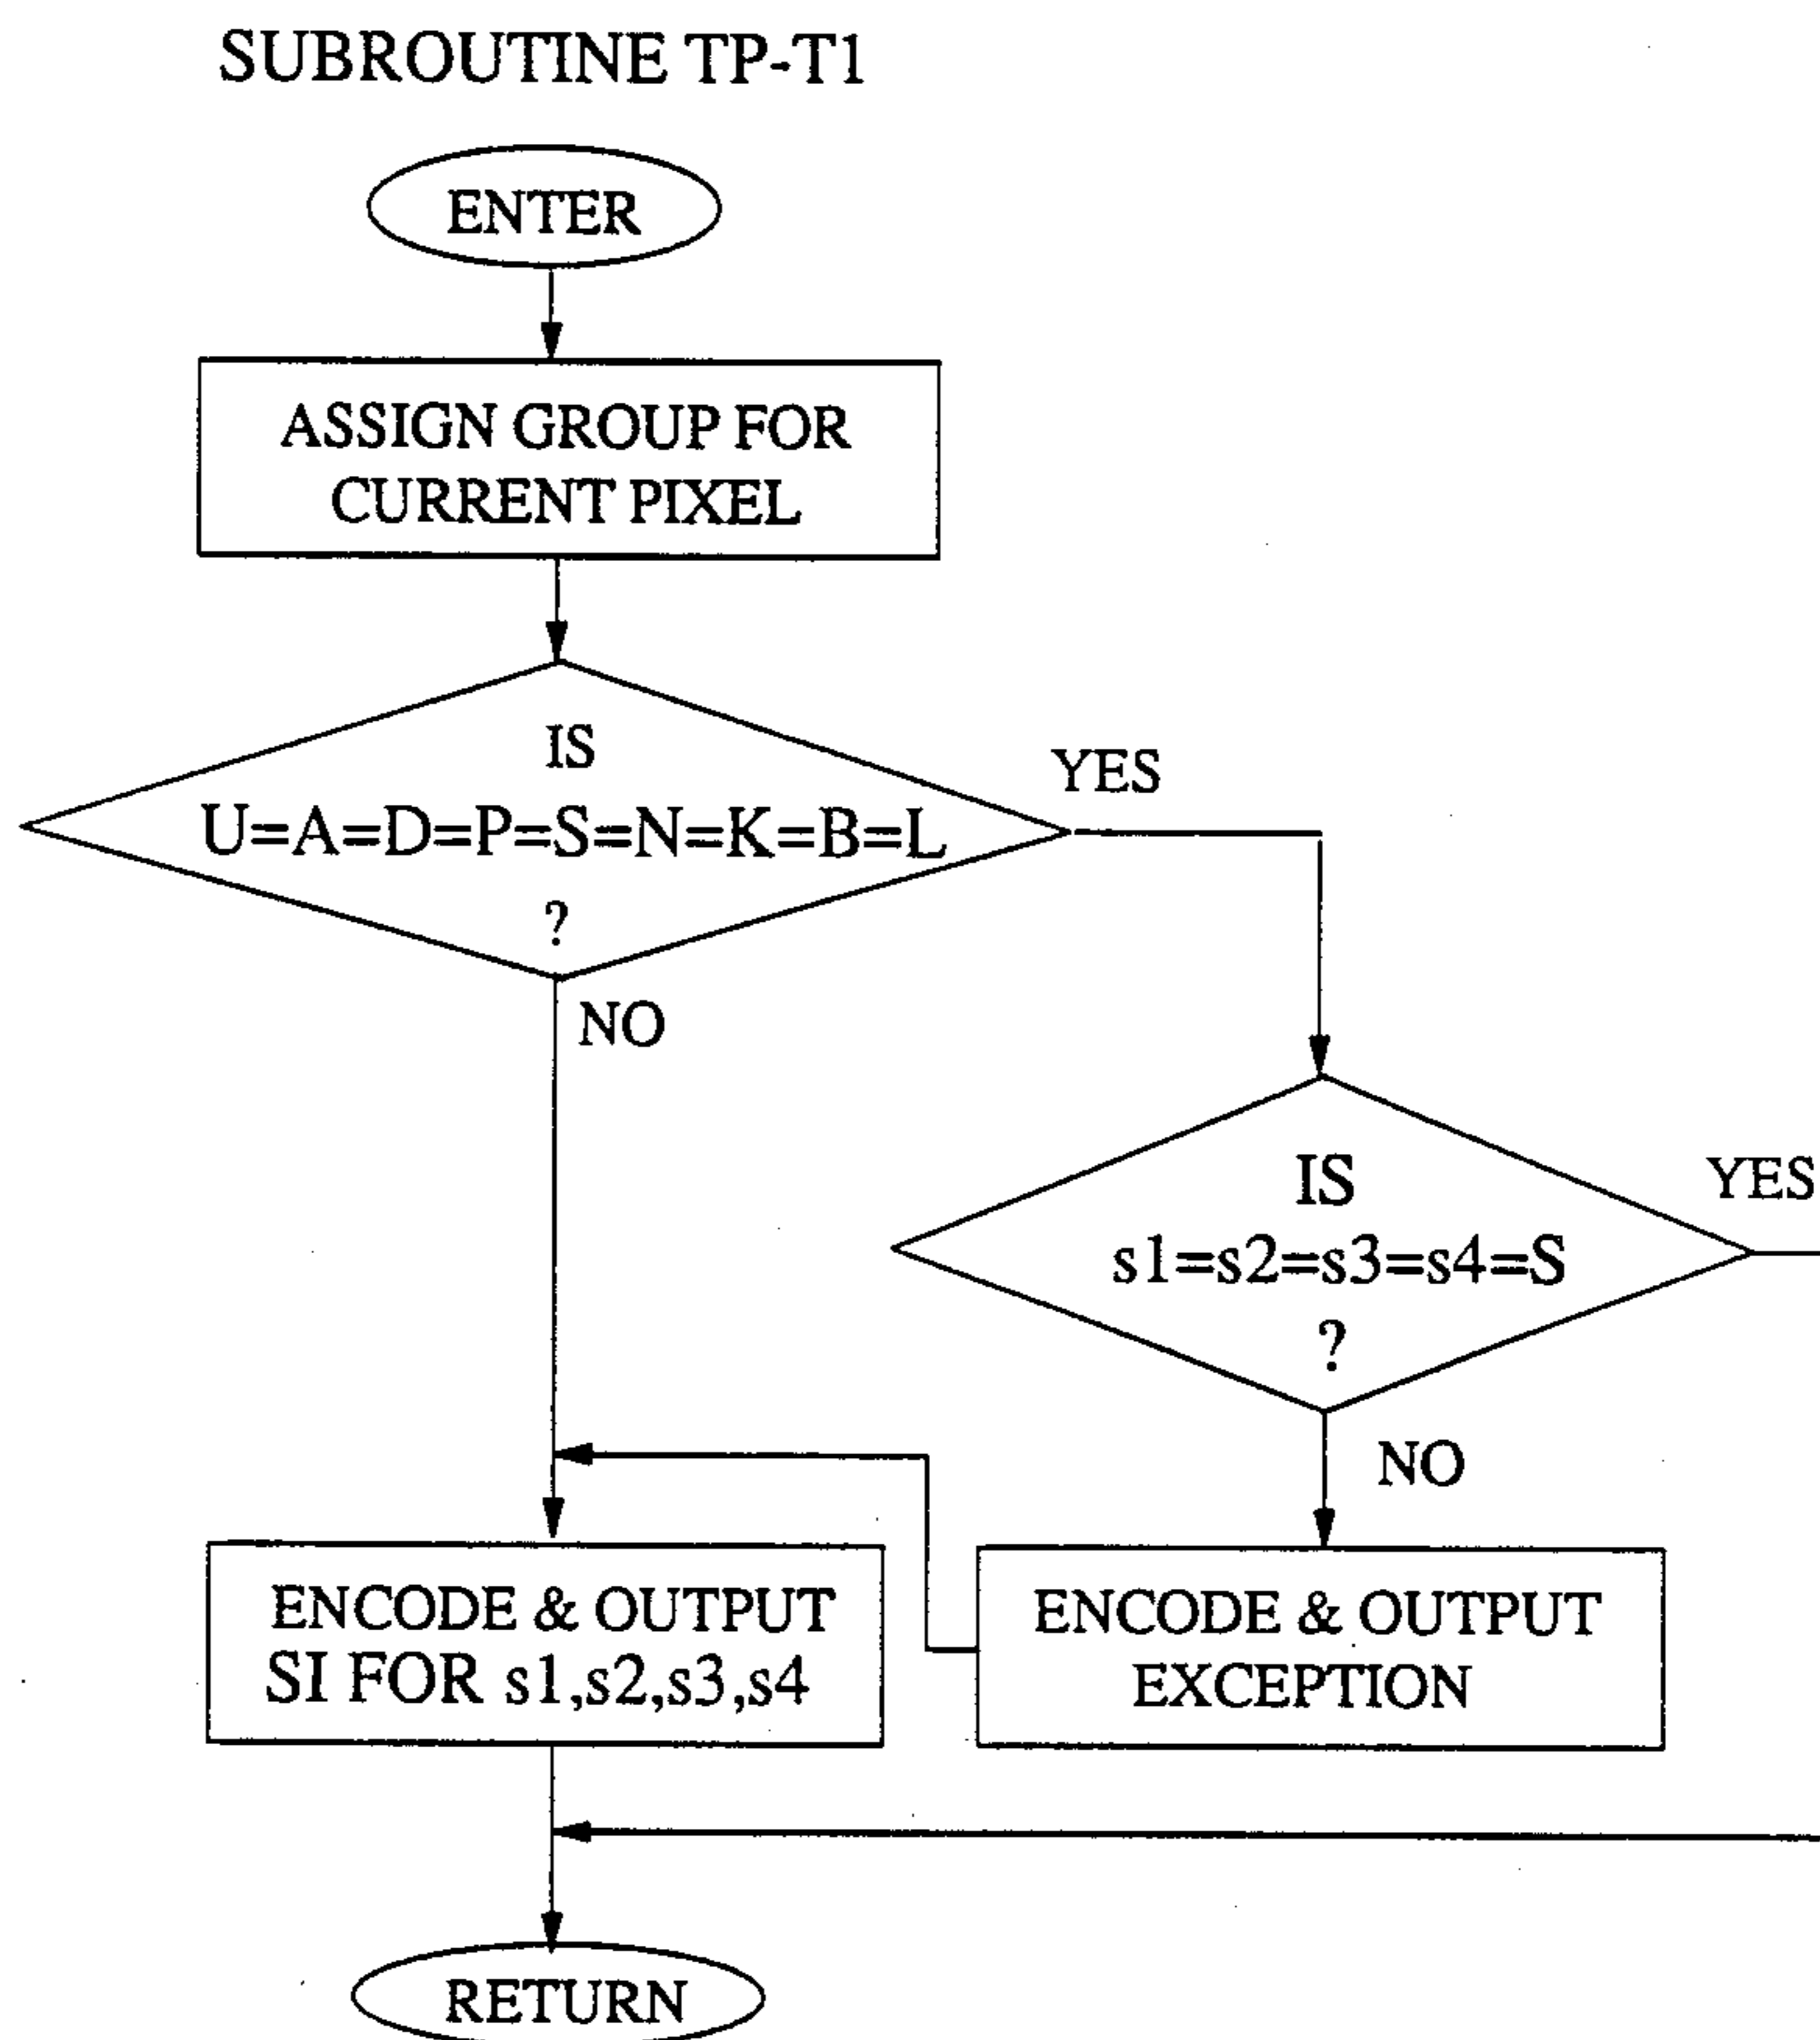 SUBROUTINE TP-T1
ENTER
ASSIGN GROUP FOR
CURRENT PIXEL
IS
U=A=D=P=S=N=K=B=L
?
YES
NO
IS
s1=s2=s3=s4=S
?
YES
NO
ENCODE & OUTPUT
SI FOR s1,s2,s3,s4
ENCODE & OUTPUT
EXCEPTION
RETURN